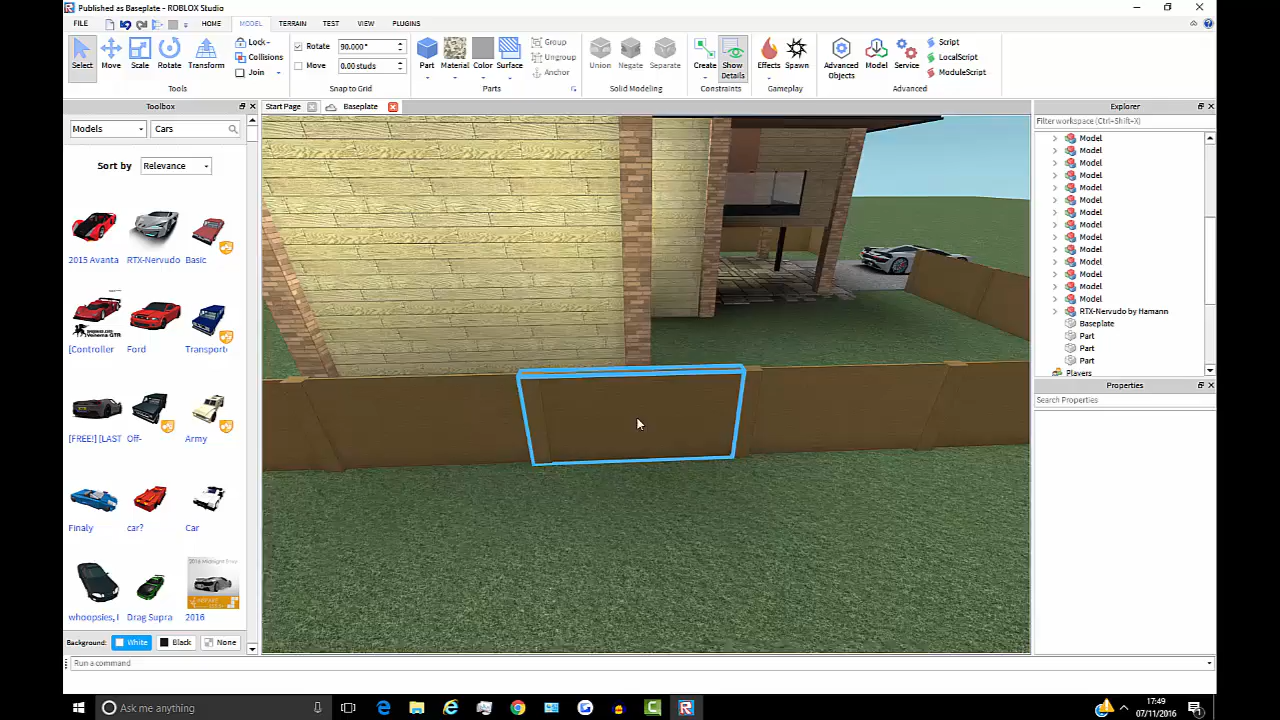 Published as Baseplate - ROBLOX Studio
FILE
HOME
MODEL
TERRAIN
TEST
VIEW
PLUGINS
Select
Move
Scale
Rotate
Transform
Lock
Collisions
Join
Tools
Rotate 90.000°
Move 0.00 studs
Snap to Grid
Part
Material
Color
Surface
Group
Ungroup
Anchor
Parts
Union
Negate
Separate
Solid Modeling
Create
Show Details
Constraints
Effects
Spawn
Gameplay
Advanced Objects
Model
Service
Script
LocalScript
ModuleScript
Advanced
Toolbox
Start Page
Baseplate
Explorer
Models
Cars
Filter workspace (Ctrl+Shift+X)
Sort by Relevance
2015 Avanta
RTX-Nervudo
Basic
[Controller
Ford
Transporte
[FREE!] [LAST
Off-
Army
Finaly
car?
Car
whoopsies, I
Drag Supra
2016
Background: White Black None
Model
Model
Model
Model
Model
Model
Model
Model
Model
Model
Model
Model
Model
Model
RTX-Nervudo by Hamann
Baseplate
Part
Part
Part
Players
Properties
Search Properties
Run a command
Ask me anything
17:49
07/11/2016